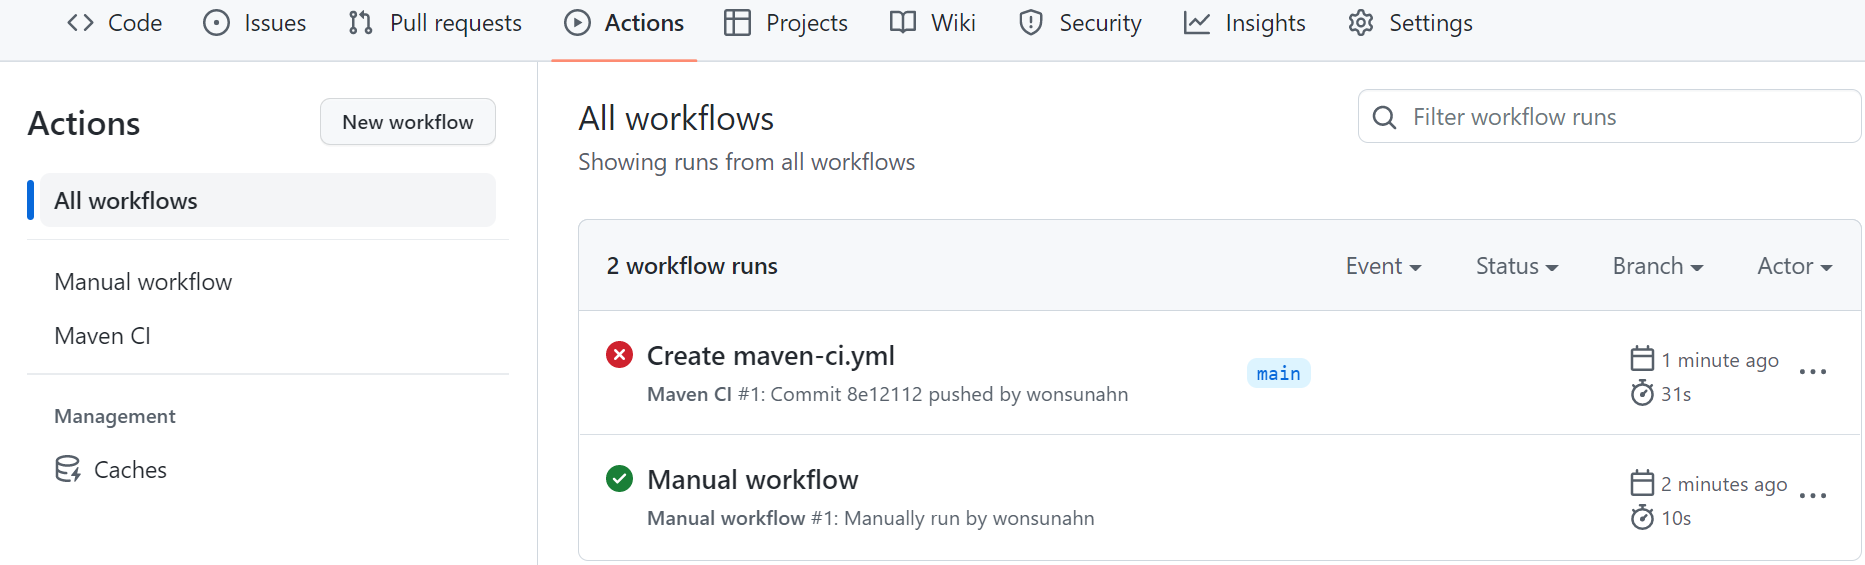 Code Issues Pull requests Actions Projects Wiki Security Insights Settings
Actions
New workflow
All workflows
Manual workflow
Maven CI
Management
Caches
All workflows
Showing runs from all workflows
Filter workflow runs
2 workflow runs Event Status Branch Actor
Create maven-ci.yml
Maven CI #1: Commit 8e12112 pushed by wonsunahn
main
1 minute ago
31s
Manual workflow
Manual workflow #1: Manually run by wonsunahn
2 minutes ago
10s